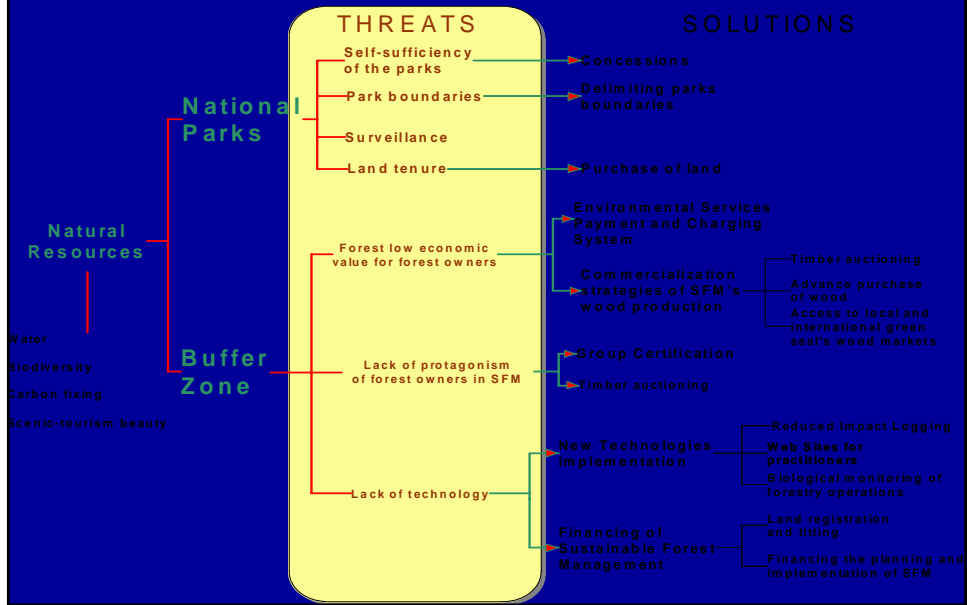 THREATS
SOLUTIONS
Self-sufficiency
of the parks
Concessions
National
Parks
Park boundaries
Delimiting parks
boundaries
Surveillance
Land tenure
Purchase of land
Natural
Resources
Water
Biodiversity
Carbon fixing
Scenic-tourism beauty
Buffer
Zone
Forest low economic
value for forest owners
Environmental Services
Payment and Charging
System
Commercialization
strategies of SFM's
wood production
Timber auctioning
Advance purchase
of wood
Access to local and
international green
seal's wood markets
Lack of protagonism
of forest owners in SFM
Group Certification
Timber auctioning
Lack of technology
New Technologies
implementation
Reduced Impact Logging
Web Sites for
practitioners
Biological monitoring of
forestry operations
Financing of
Sustainable Forest
Management
Land registration
and titling
Financing the planning and
implementation of SFM